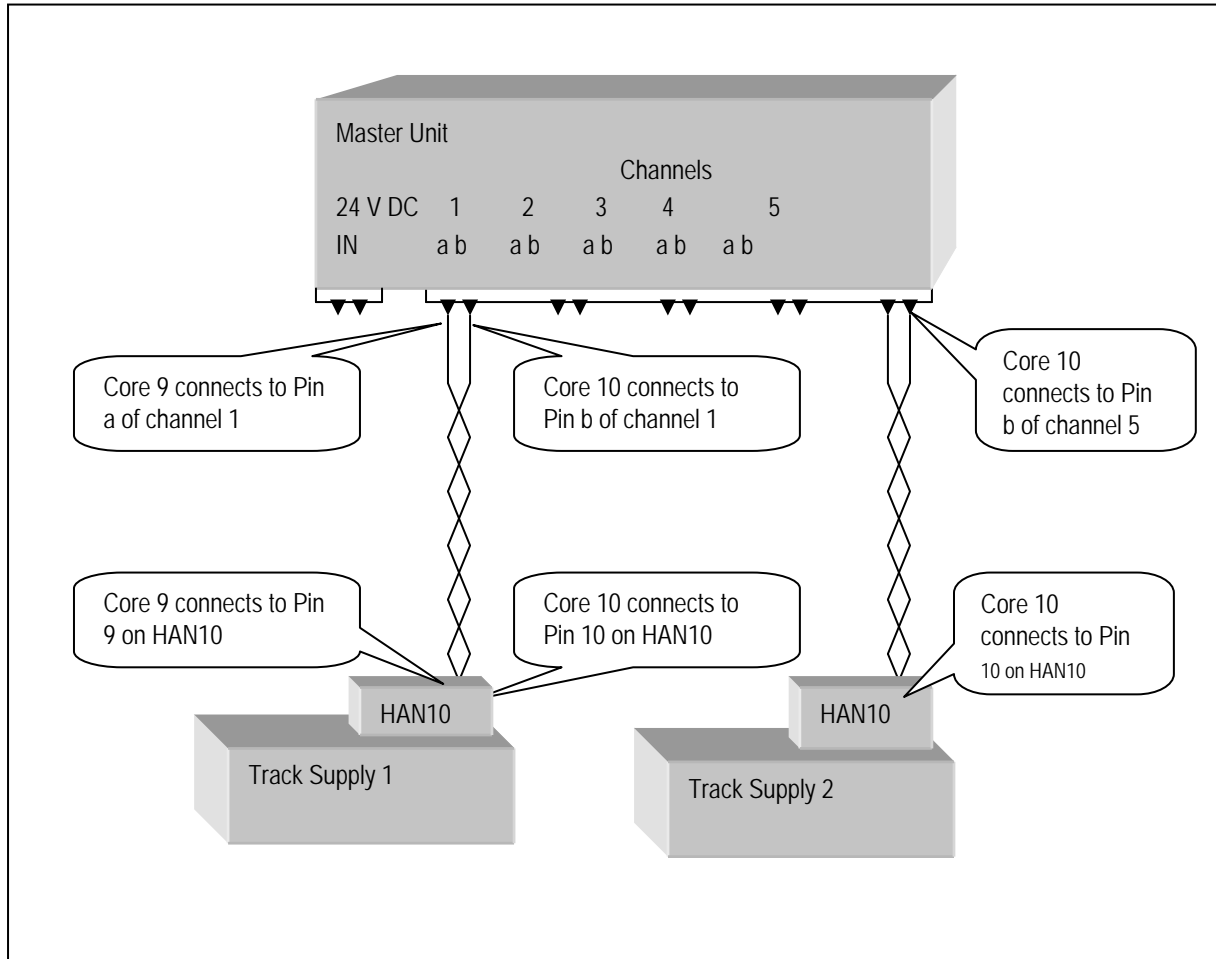 Master Unit
Channels
24 V DC 1 2 3 4 5
IN a b a b a b a b a b
Core 9 connects to Pin
a of channel 1
Core 10 connects to
Pin b of channel 1
Core 10
connects to Pin
b of channel 5
Core 9 connects to Pin
9 on HAN10
Core 10 connects to
Pin 10 on HAN10
Core 10
connects to Pin
10 on HAN10
HAN10
HAN10
Track Supply 1
Track Supply 2